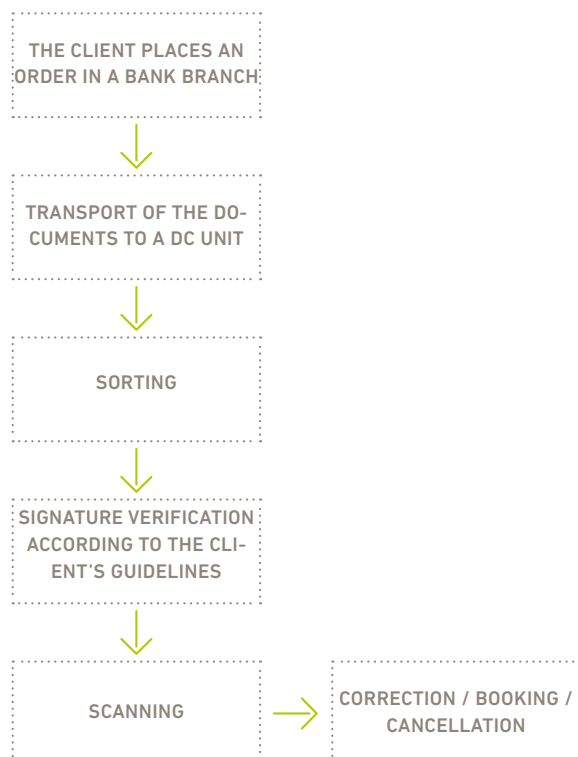 THE CLIENT PLACES AN
ORDER IN A BANK BRANCH
TRANSPORT OF THE DO-
CUMENTS TO A DC UNIT
SORTING
SIGNATURE VERIFICATION
ACCORDING TO THE CLI-
ENT'S GUIDELINES
SCANNING
CORRECTION / BOOKING /
CANCELLATION